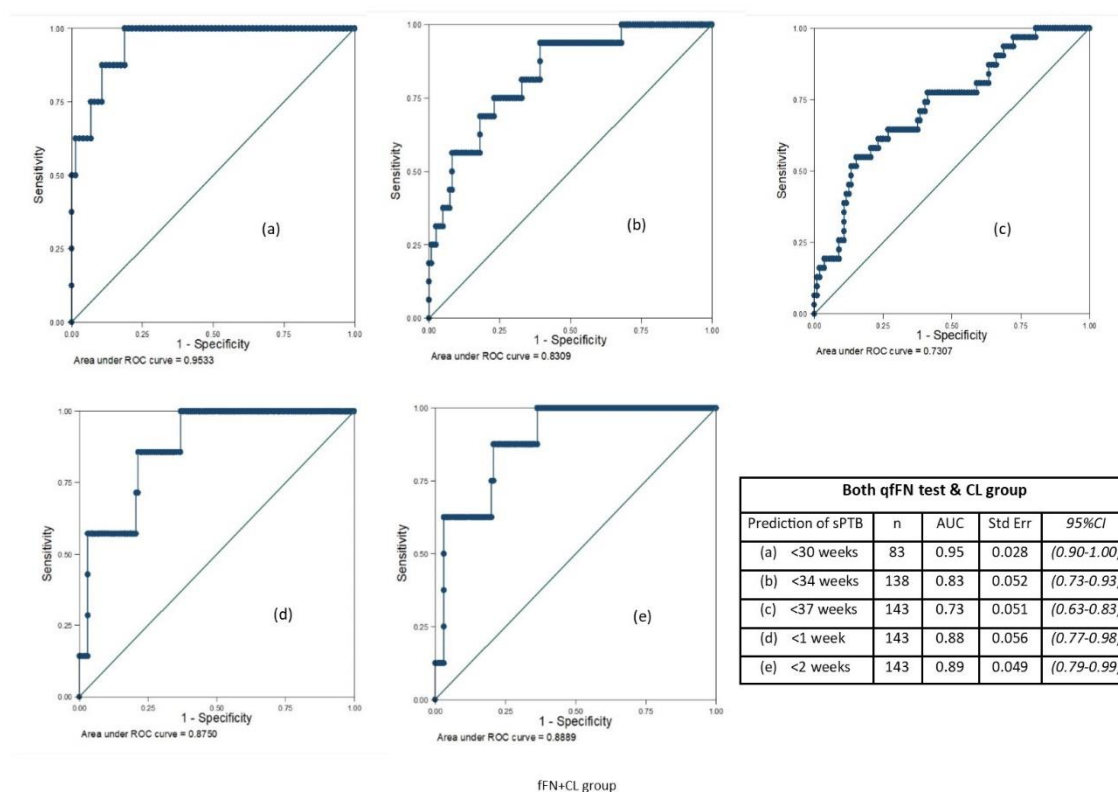 1.00
0.75
0.50
0.25
0.00
Sensitivity
(a)
0.00 0.25 0.50 0.75 1.00
1 - Specificity
Area under ROC curve = 0.9533
1.00
0.75
0.50
0.25
0.00
Sensitivity
(b)
0.00 0.25 0.50 0.75 1.00
1 - Specificity
Area under ROC curve = 0.8309
1.00
0.75
0.50
0.25
0.00
Sensitivity
(c)
0.00 0.25 0.50 0.75 1.00
1 - Specificity
Area under ROC curve = 0.7307
1.00
0.75
0.50
0.25
0.00
Sensitivity
(d)
0.00 0.25 0.50 0.75 1.00
1 - Specificity
Area under ROC curve = 0.8750
1.00
0.75
0.50
0.25
0.00
Sensitivity
(e)
0.00 0.25 0.50 0.75 1.00
1 - Specificity
Area under ROC curve = 0.8889
Both qfFN test & CL group
Prediction of sPTB n AUC Std Err 95%CI
(a) <30 weeks 83 0.95 0.028 (0.90-1.00)
(b) <34 weeks 138 0.83 0.052 (0.73-0.93)
(c) <37 weeks 143 0.73 0.051 (0.63-0.83)
(d) <1 week 143 0.88 0.056 (0.77-0.98)
(e) <2 weeks 143 0.89 0.049 (0.79-0.99)
fFN+CL group